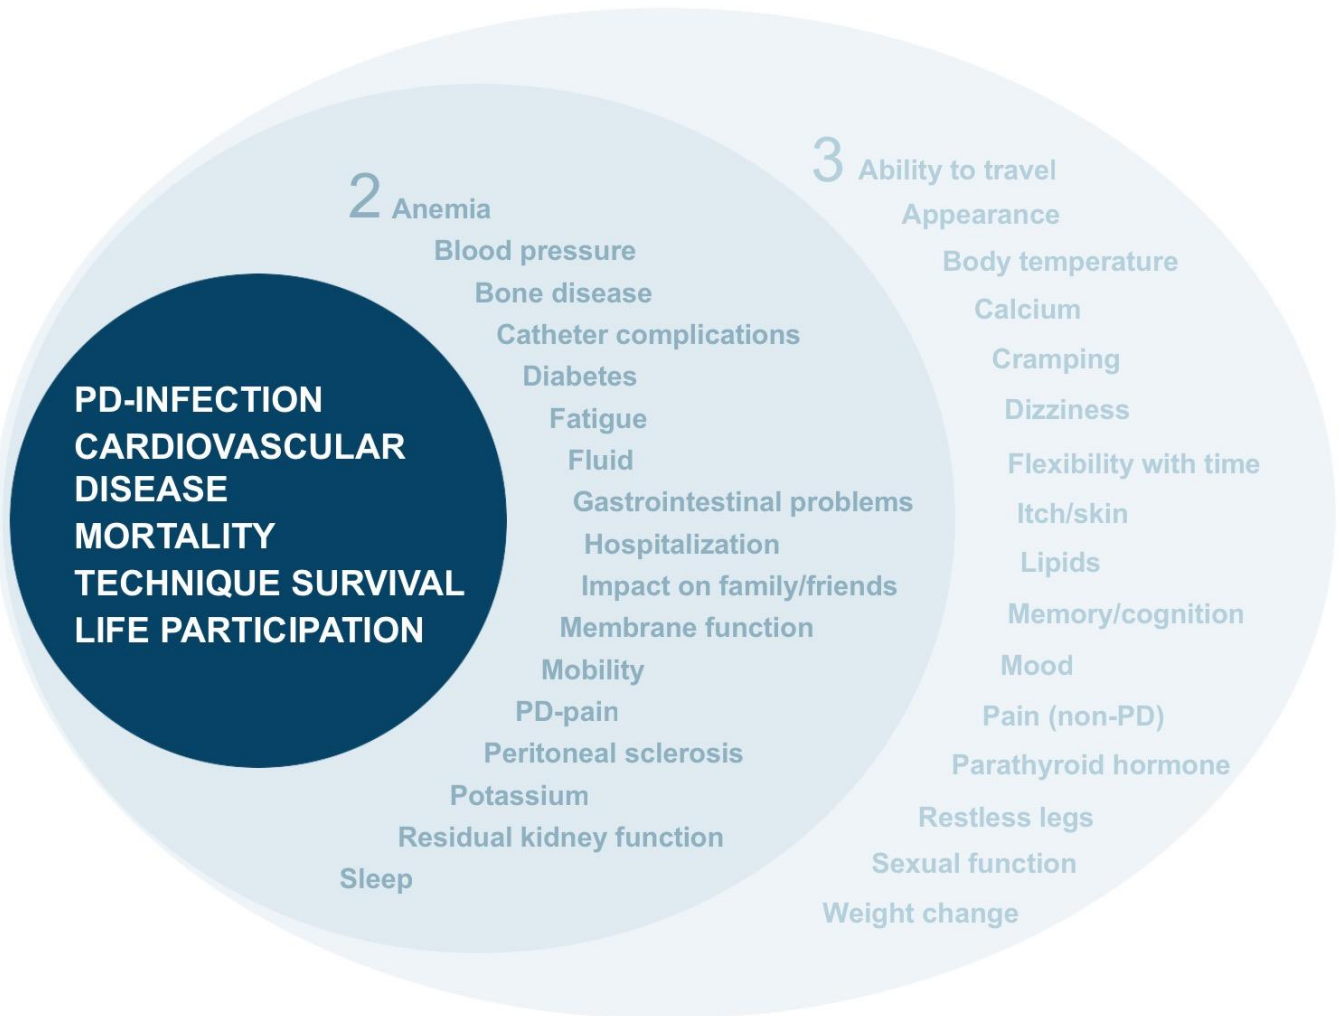 PD-INFECTION
CARDIOVASCULAR
DISEASE
MORTALITY
TECHNIQUE SURVIVAL
LIFE PARTICIPATION
2 Anemia
Blood pressure
Bone disease
Catheter complications
Diabetes
Fatigue
Fluid
Gastrointestinal problems
Hospitalization
Impact on family/friends
Membrane function
Mobility
PD-pain
Peritoneal sclerosis
Potassium
Residual kidney function
Sleep
3 Ability to travel
Appearance
Body temperature
Calcium
Cramping
Dizziness
Flexibility with time
Itch/skin
Lipids
Memory/cognition
Mood
Pain (non-PD)
Parathyroid hormone
Restless legs
Sexual function
Weight change